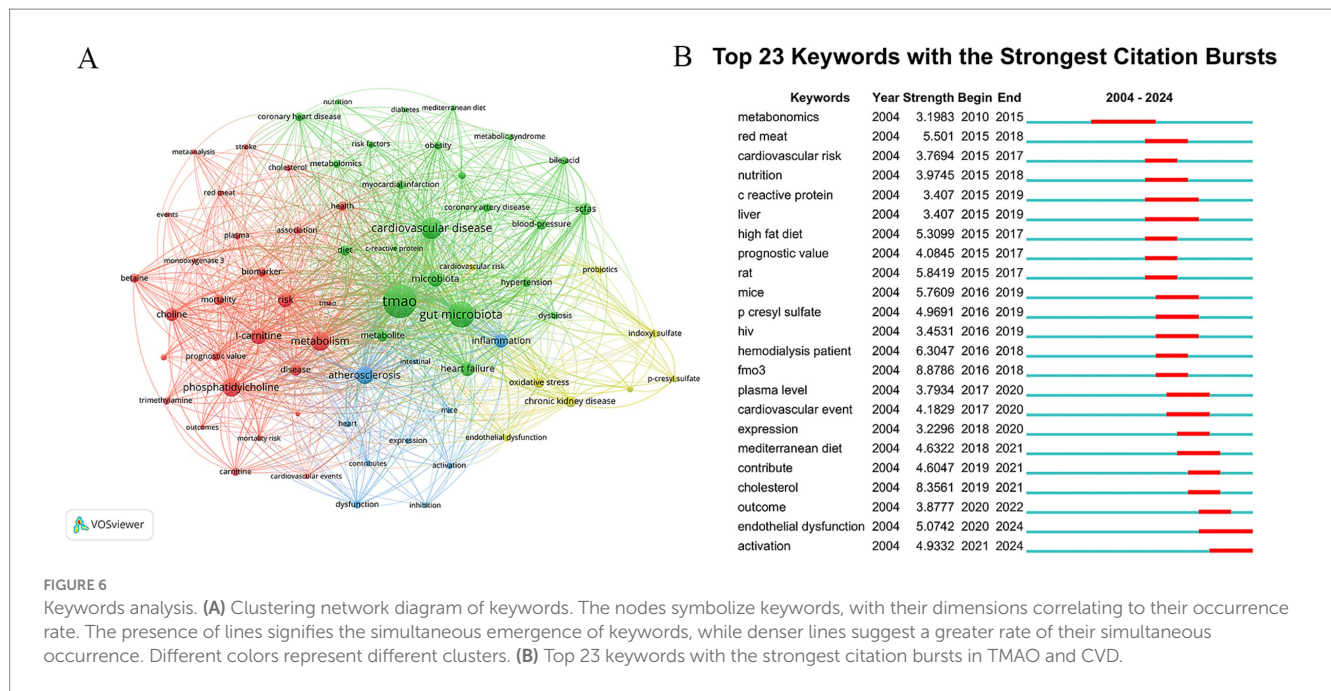 A
nutrition
diabetes
mediterranean diet
coronary heart disease
metabolic syndrome
stroke
risk factors
obesity
metaanalysis
cholesterol
metabolomics
bile-acid
myocardial infarction
red meat
health
coronary artery disease
scfas
events
association
cardiovascular disease
blood-pressure
plasma
diet
c-reactive protein
monooxygenase 3
biomarker
cardiovascular risk
probiotics
betaine
microbiota
hypertension
mortality
risk
tmao
tmao
choline
gut microbiota
dysbiosis
l-carnitine
metabolism
metabolite
inflammation
indoxyl sulfate
prognostic value
intestinal
disease
atherosclerosis
heart failure
phosphatidylcholine
oxidative stress
p-cresyl sulfate
trimethylamine
mice
chronic kidney disease
outcomes
heart
mortality risk
expression
endothelial dysfunction
carnitine
cardiovascular events
contributes
activation
dysfunction
inhibition
VOSviewer
B Top 23 Keywords with the Strongest Citation Bursts
Keywords Year Strength Begin End 2004 - 2024
metabonomics 2004 3.1983 2010 2015
red meat 2004 5.501 2015 2018
cardiovascular risk 2004 3.7694 2015 2017
nutrition 2004 3.9745 2015 2018
c reactive protein 2004 3.407 2015 2019
liver 2004 3.407 2015 2019
high fat diet 2004 5.3099 2015 2017
prognostic value 2004 4.0845 2015 2017
rat 2004 5.8419 2015 2017
mice 2004 5.7609 2016 2019
p cresyl sulfate 2004 4.9691 2016 2019
hiv 2004 3.4531 2016 2019
hemodialysis patient 2004 6.3047 2016 2018
fmo3 2004 8.8786 2016 2018
plasma level 2004 3.7934 2017 2020
cardiovascular event 2004 4.1829 2017 2020
expression 2004 3.2296 2018 2020
mediterranean diet 2004 4.6322 2018 2021
contribute 2004 4.6047 2019 2021
cholesterol 2004 8.3561 2019 2021
outcome 2004 3.8777 2020 2022
endothelial dysfunction 2004 5.0742 2020 2024
activation 2004 4.9332 2021 2024
FIGURE 6
Keywords analysis. (A) Clustering network diagram of keywords. The nodes symbolize keywords, with their dimensions correlating to their occurrence
rate. The presence of lines signifies the simultaneous emergence of keywords, while denser lines suggest a greater rate of their simultaneous
occurrence. Different colors represent different clusters. (B) Top 23 keywords with the strongest citation bursts in TMAO and CVD.